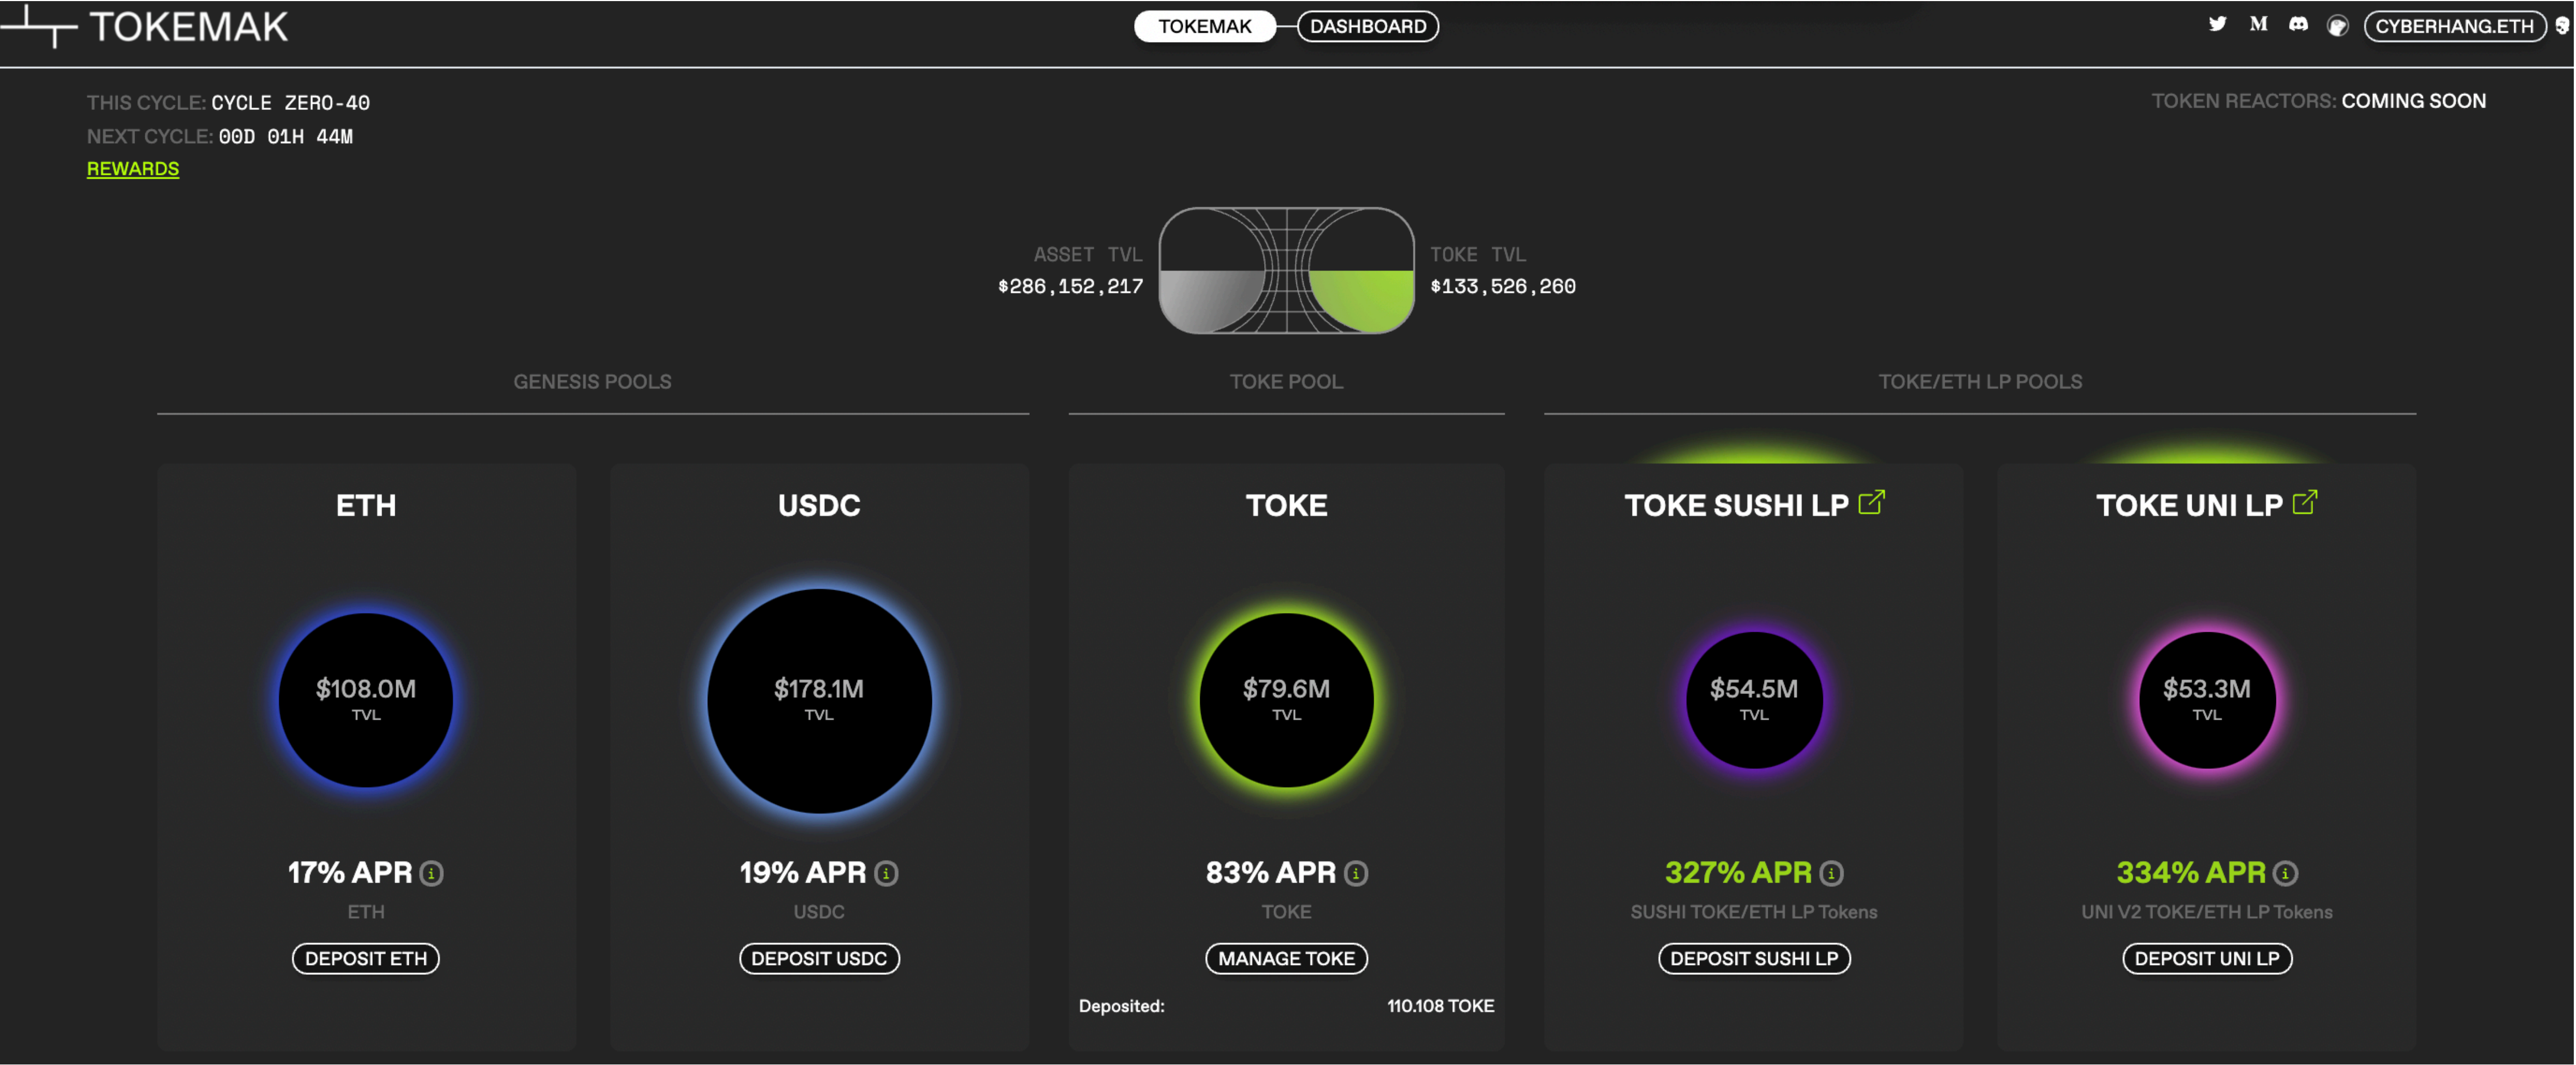 TOKEMAK
TOKEMAK
DASHBOARD
CYBERHANG.ETH
THIS CYCLE: CYCLE ZERO-40
NEXT CYCLE: 00D 01H 44M
REWARDS
TOKEN REACTORS: COMING SOON
ASSET TVL
$286,152,217
TOKE TVL
$133,526,260
GENESIS POOLS
TOKE POOL
TOKE/ETH LP POOLS
ETH
$108.0M
TVL
17% APR
ETH
DEPOSIT ETH
USDC
$178.1M
TVL
19% APR
USDC
DEPOSIT USDC
TOKE
$79.6M
TVL
83% APR
TOKE
MANAGE TOKE
Deposited: 110.108 TOKE
TOKE SUSHI LP
$54.5M
TVL
327% APR
SUSHI TOKE/ETH LP Tokens
DEPOSIT SUSHI LP
TOKE UNI LP
$53.3M
TVL
334% APR
UNI V2 TOKE/ETH LP Tokens
DEPOSIT UNI LP